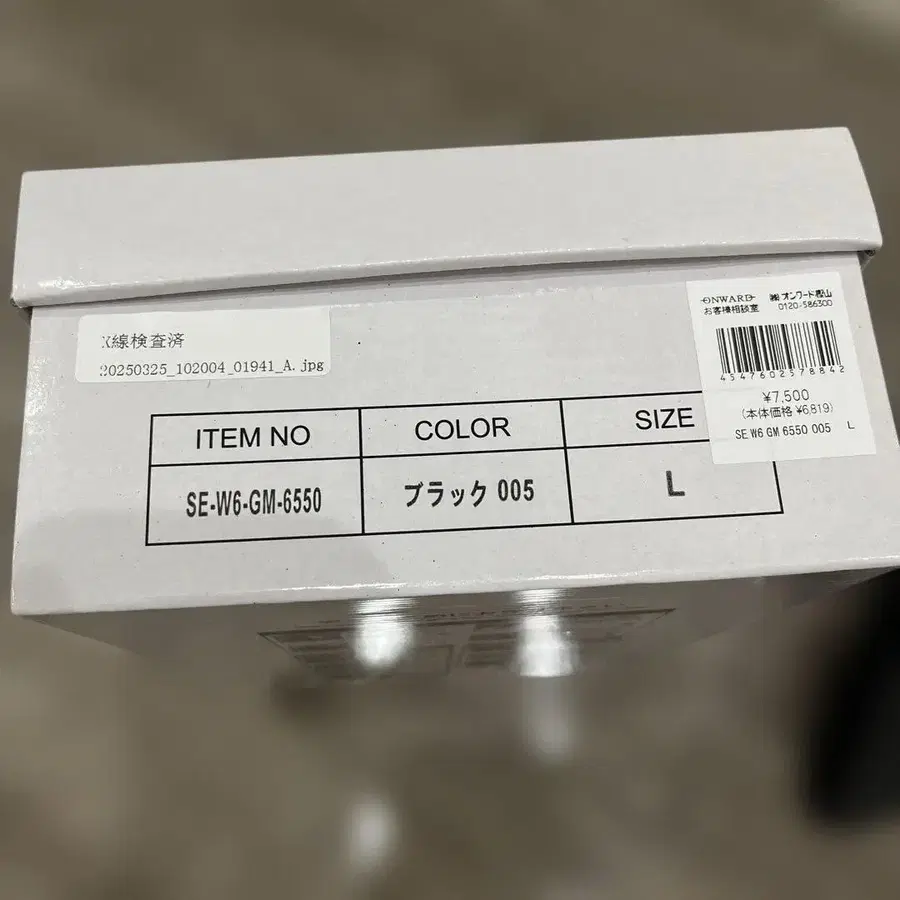 X線検査済
20250325_102004_01941_A.jpg
ONWARD ㈱オンワード樫山
お客様相談室 0120-586300
4547602578842
¥7,500
(本体価格 ¥6,819)
SE W6 GM 6550 005 L
ITEM NO COLOR SIZE
SE-W6-GM-6550 ブラック 005 L